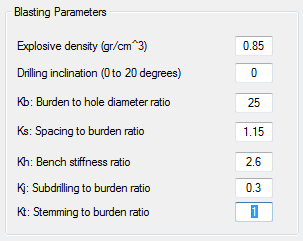 Blasting Parameters
Explosive density (gr/cm^3) 0.85
Drilling inclination (0 to 20 degrees) 0
Kb: Burden to hole diameter ratio 25
Ks: Spacing to burden ratio 1.15
Kh: Bench stiffness ratio 2.6
Kj: Subdrilling to burden ratio 0.3
Kt: Stemming to burden ratio 1